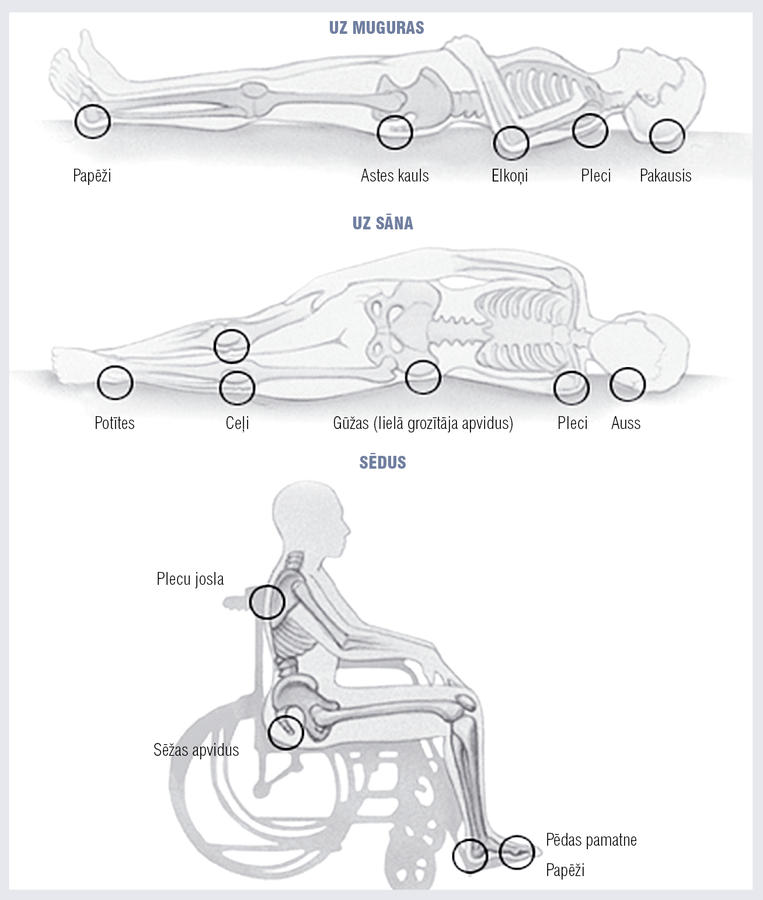 UZ MUGURAS
Papēži
Astes kauls
Elkoņi
Pleci
Pakausis
UZ SĀNA
Potītes
Ceļi
Gūžas (lielā grozītāja apvidus)
Pleci
Auss
SĒDUS
Plecu josla
Sēžas apvidus
Pēdas pamatne
Papēži